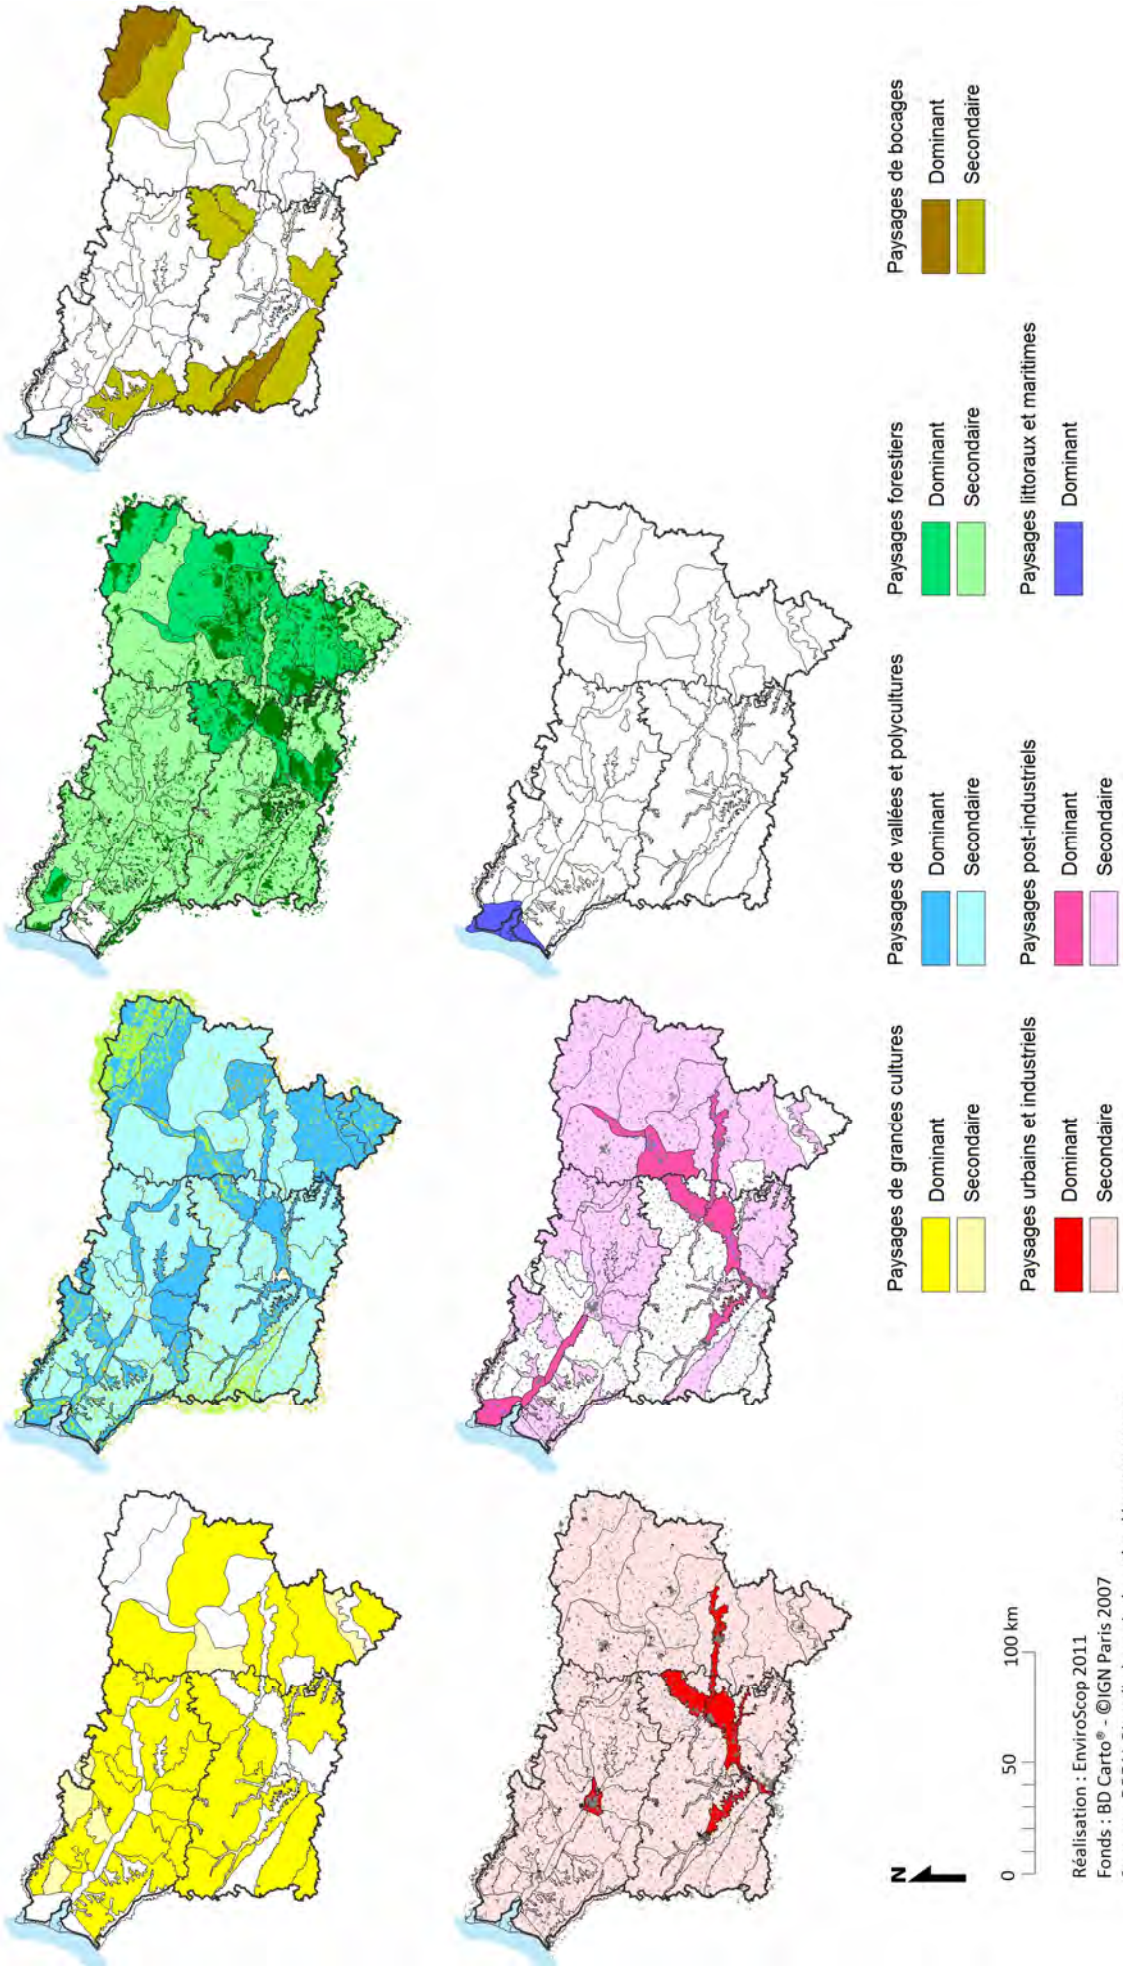 Paysages de grances cultures
Dominant
Secondaire
Paysages de vallées et polycultures
Dominant
Secondaire
Paysages forestiers
Dominant
Secondaire
Paysages de bocages
Dominant
Secondaire
Paysages urbains et industriels
Dominant
Secondaire
Paysages post-industriels
Dominant
Secondaire
Paysages littoraux et maritimes
Dominant
N
0 50 100 km
Réalisation : EnviroScop 2011
Fonds : BD Carto® - ©IGN Paris 2007